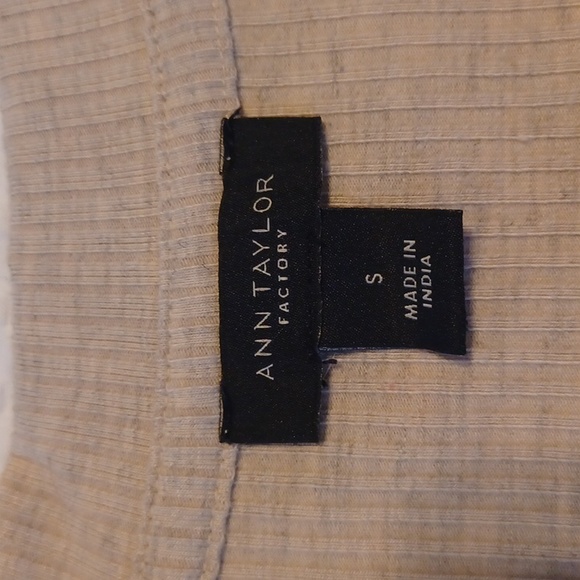 ANN TAYLOR
FACTORY
S
MADE IN
INDIA